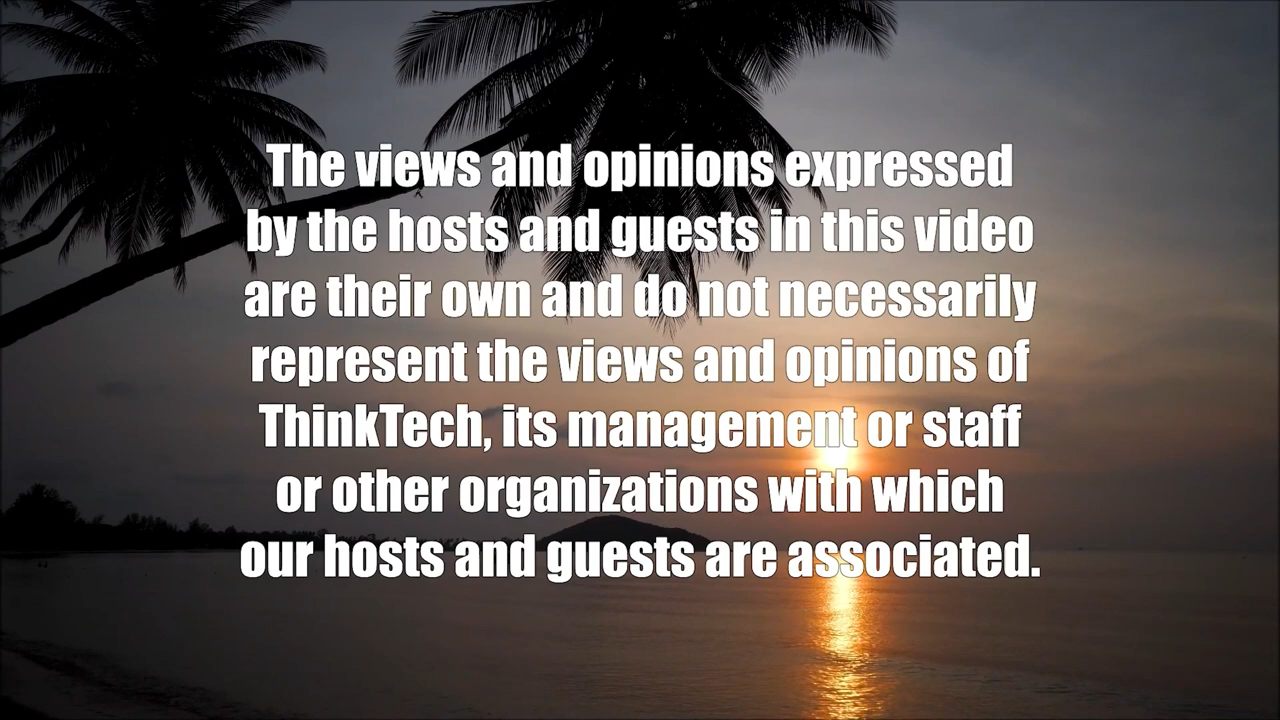 The views and opinions expressed
by the hosts and guests in this video
are their own and do not necessarily
represent the views and opinions of
ThinkTech, its management or staff
or other organizations with which
our hosts and guests are associated.